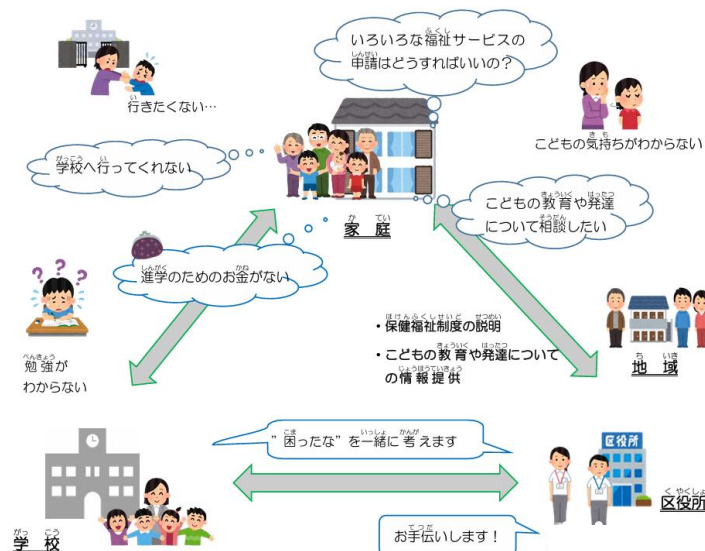 いろいろな福祉サービスの
申請はどうすればいいの？
行きたくない…
こどもの気持ちがわからない
学校へ行ってくれない
こどもの教育や発達
について相談したい
家庭
進学のためのお金がない
・保健福祉制度の説明
・こどもの教育や発達について
の情報提供
勉強が
わからない
地域
”困ったな”を一緒に考えます
区役所
区役所
学校
お手伝いします！